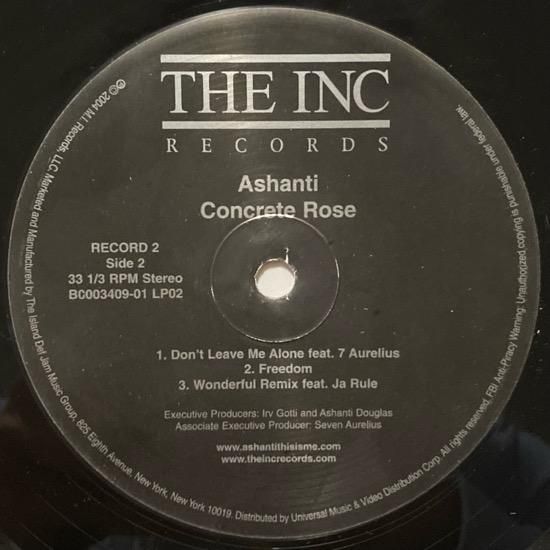 THE INC
RECORDS
Ashanti
Concrete Rose
RECORD 2
Side 2
33 1/3 RPM Stereo
B0003409-01 LP02
1. Don't Leave Me Alone feat. 7 Aurelius
2. Freedom
3. Wonderful Remix feat. Ja Rule
Executive Producers: Irv Gotti and Ashanti Douglas
Associate Executive Producer: Seven Aurelius
www.ashantithisisme.com
www.theincrecords.com
℗© 2004 M.I. Records, LLC. Marketed and Manufactured by The Island Def Jam Music Group, 825 Eighth Avenue, New York, New York 10019. Distributed by Universal Music & Video Distribution Corp. All rights reserved. FBI Anti-Piracy Warning: Unauthorized copying is punishable under federal law.